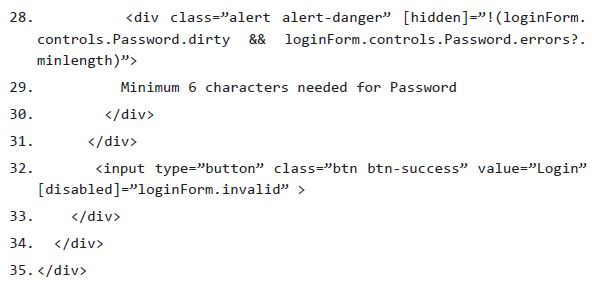 28. <div class=”alert alert-danger” [hidden]=”!(loginForm.
controls.Password.dirty && loginForm.controls.Password.errors?.
minlength)”>
29. Minimum 6 characters needed for Password
30. </div>
31. </div>
32. <input type=”button” class=”btn btn-success” value=”Login”
[disabled]=”loginForm.invalid” >
33. </div>
34. </div>
35. </div>